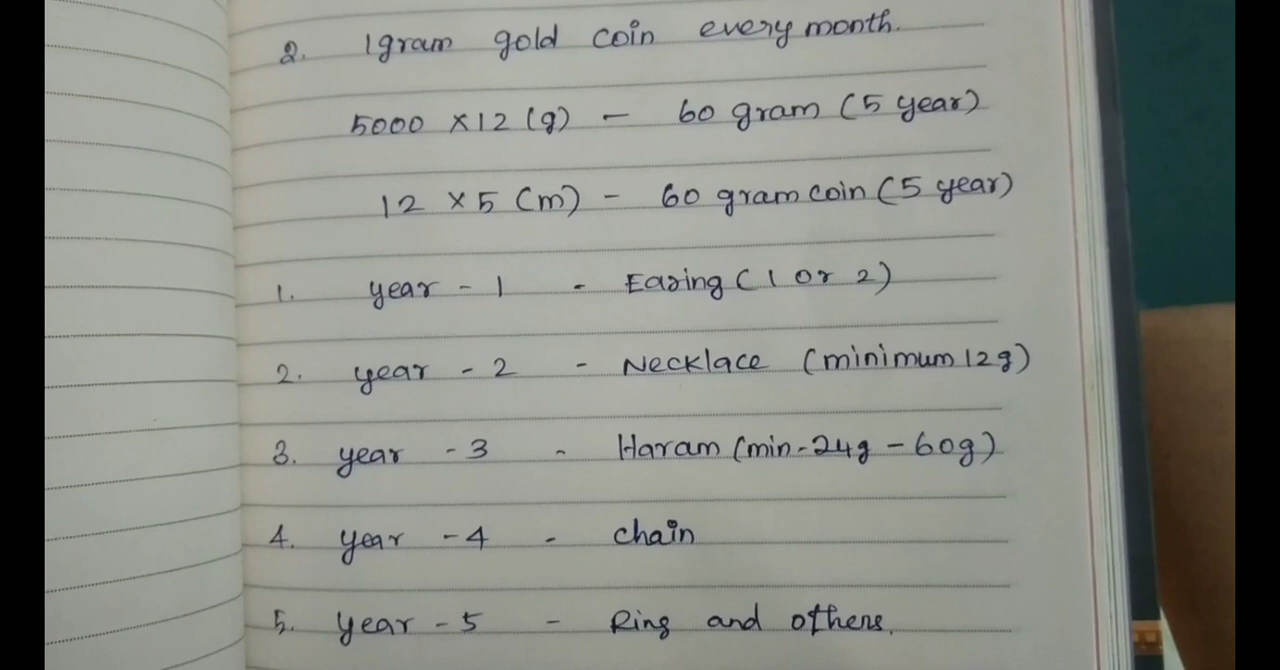 2. 1gram gold coin every month.
5000 x12 (g) - 60 gram (5 year)
12 x5 (m) - 60 gram coin (5 year)
1. year - 1 - Earing (1 or 2)
2. year - 2 - Necklace (minimum 12g)
3. year - 3 - Haram (min-24g - 60g)
4. year - 4 - chain
5. year - 5 - Ring and others.